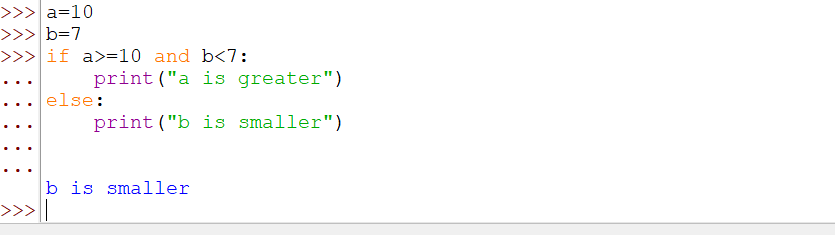 >>> a=10
>>> b=7
>>> if a>=10 and b<7:
...     print("a is greater")
... else:
...     print("b is smaller")
...
...
b is smaller
>>>